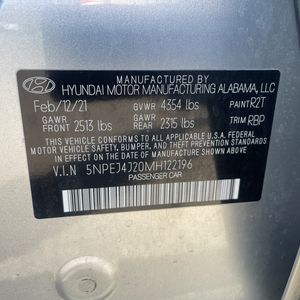 MANUFACTURED BY
HYUNDAI MOTOR MANUFACTURING ALABAMA, LLC
Feb/12/21 GVWR 4354 lbs PAINT R2T
GAWR FRONT 2513 lbs GAWR REAR 2315 lbs TRIM RBP
THIS VEHICLE CONFORMS TO ALL APPLICABLE
FEDERAL MOTOR VEHICLE SAFETY, BUMPER, AND THEFT
PREVENTION STANDARDS IN EFFECT ON THE DATE OF
MANUFACTURE SHOWN ABOVE.
V.I.N 5NPEJ4J20MH122196
PASSENGER CAR